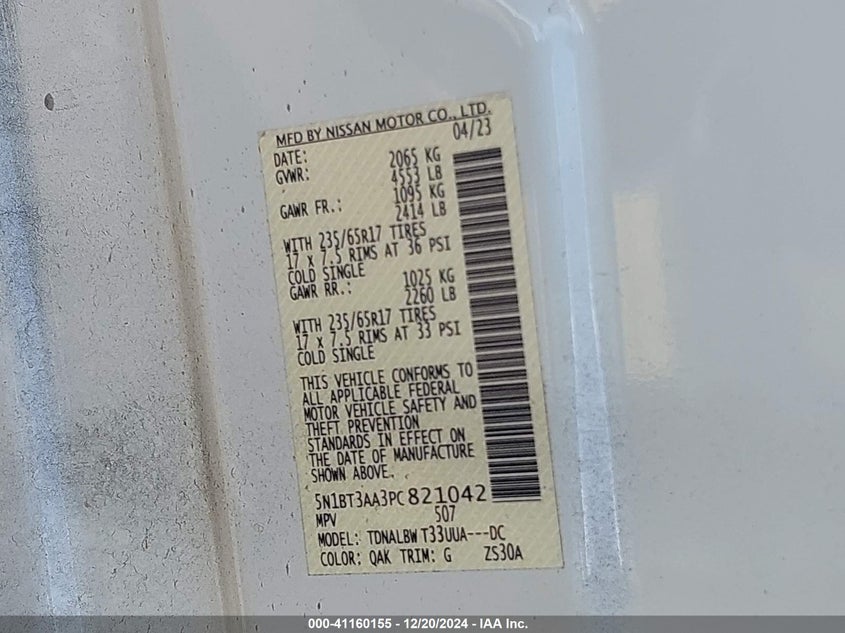 MFD BY NISSAN MOTOR CO., LTD.
DATE: 04/23
GVWR: 2065 KG
4553 LB
GAWR FR.: 1095 KG
2414 LB
WITH 235/65R17 TIRES
17 x 7.5 RIMS AT 36 PSI
COLD SINGLE
GAWR RR.: 1025 KG
2260 LB
WITH 235/65R17 TIRES
17 x 7.5 RIMS AT 33 PSI
COLD SINGLE
THIS VEHICLE CONFORMS TO
ALL APPLICABLE FEDERAL
MOTOR VEHICLE SAFETY AND
THEFT PREVENTION
STANDARDS IN EFFECT ON
THE DATE OF MANUFACTURE
SHOWN ABOVE.
5N1BT3AA3PC821042
MPV 507
MODEL: TDNALBW T33UUA---DC
COLOR: QAK TRIM: G ZS30A
000-41160155 - 12/20/2024 - IAA Inc.